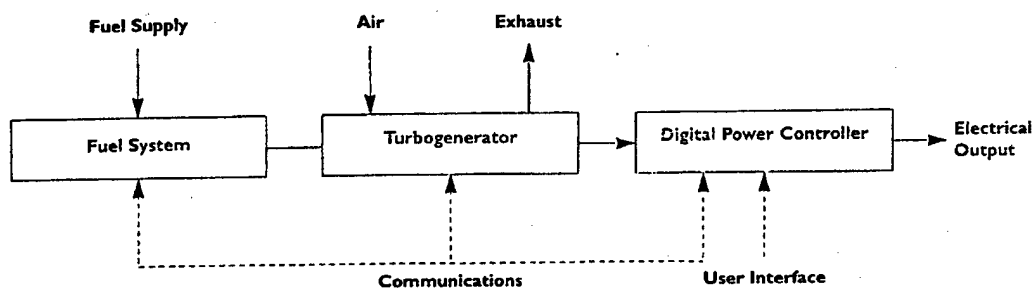 Fuel Supply
Air
Exhaust
Fuel System
Turbogenerator
Digital Power Controller
Electrical
Output
Communications
User Interface